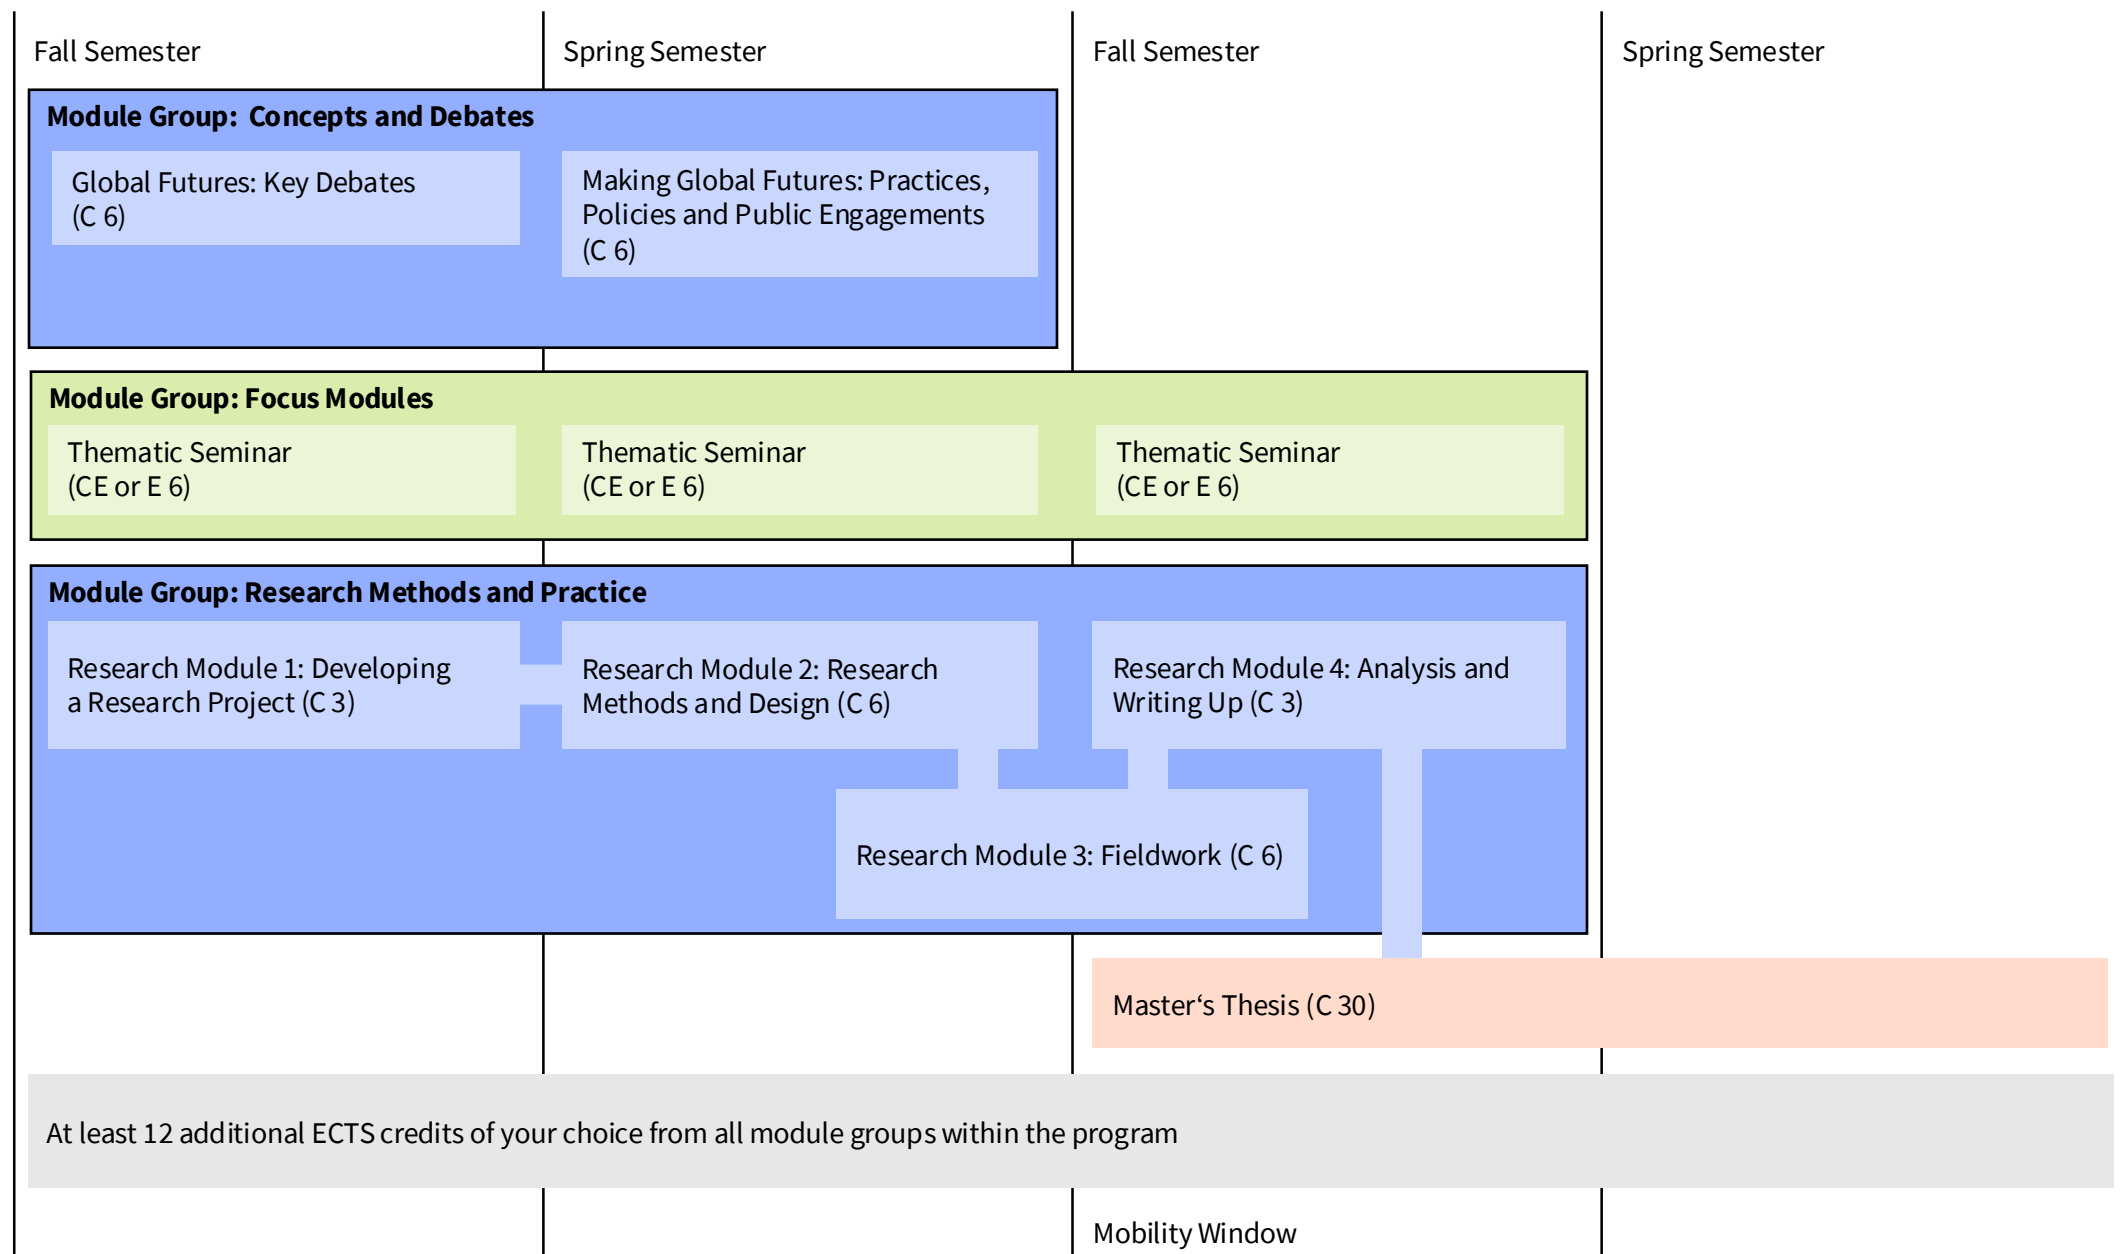 Fall Semester
Spring Semester
Fall Semester
Spring Semester
Module Group:  Concepts and Debates
Global Futures: Key Debates
(C 6)
Making Global Futures: Practices,
Policies and Public Engagements
(C 6)
Module Group: Focus Modules
Thematic Seminar
(CE or E 6)
Thematic Seminar
(CE or E 6)
Thematic Seminar
(CE or E 6)
Module Group: Research Methods and Practice
Research Module 1: Developing
a Research Project (C 3)
Research Module 2: Research
Methods and Design (C 6)
Research Module 4: Analysis and
Writing Up (C 3)
Research Module 3: Fieldwork (C 6)
Master‘s Thesis (C 30)
At least 12 additional ECTS credits of your choice from all module groups within the program
Mobility Window